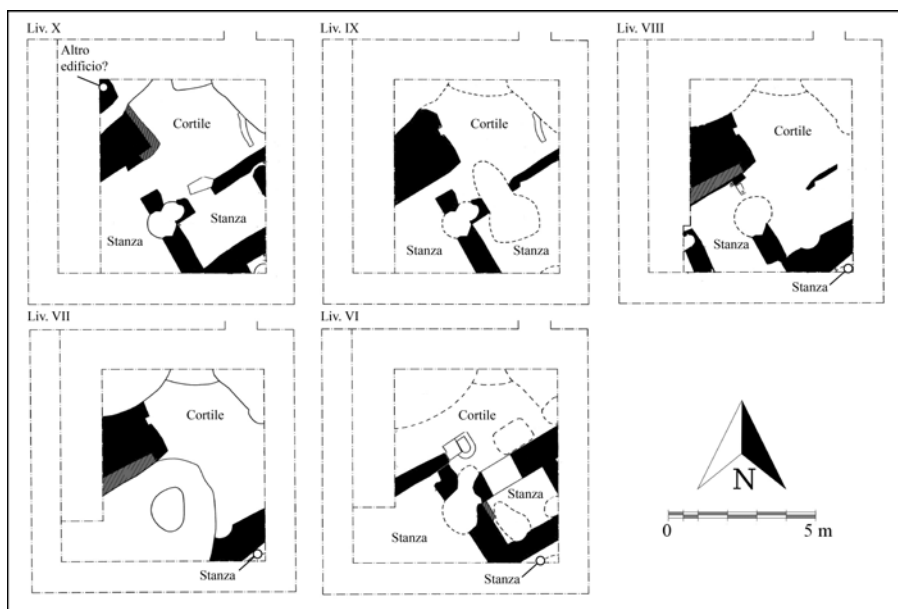 Liv. X
Altro
edificio?
Cortile
Stanza
Stanza
Liv. IX
Cortile
Stanza
Stanza
Liv. VIII
Cortile
Stanza
Stanza
Liv. VII
Cortile
Stanza
Liv. VI
Cortile
Stanza
Stanza
Stanza
N
0 5 m